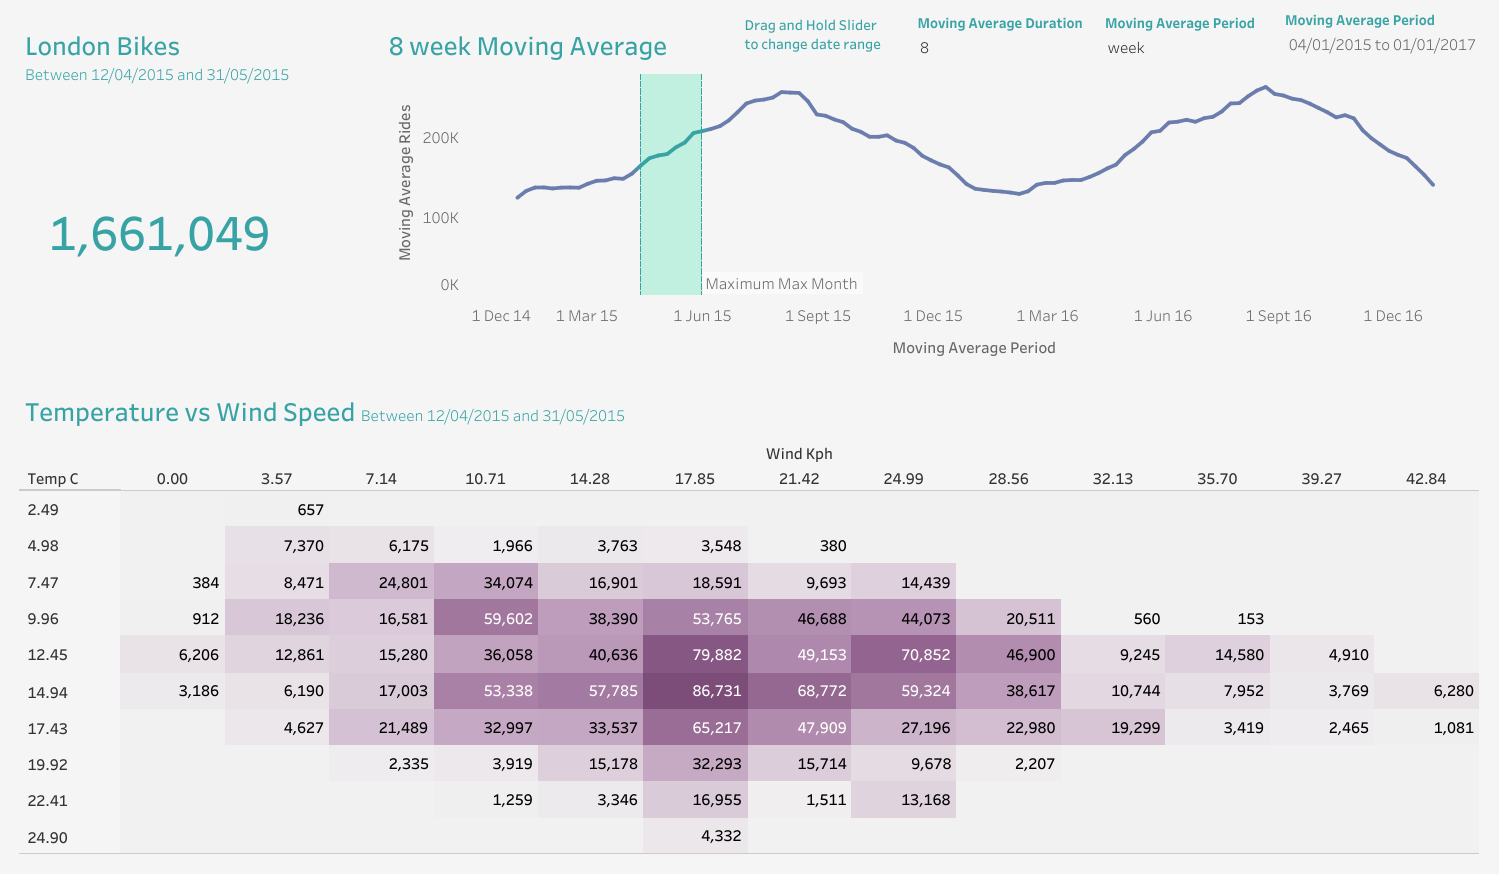 London Bikes
Between 12/04/2015 and 31/05/2015
1,661,049
8 week Moving Average
Drag and Hold Slider
to change date range
Moving Average Duration
8
Moving Average Period
week
Moving Average Period
04/01/2015 to 01/01/2017
Moving Average Rides
200K
100K
0K
Maximum Max Month
1 Dec 14 1 Mar 15 1 Jun 15 1 Sept 15 1 Dec 15 1 Mar 16 1 Jun 16 1 Sept 16 1 Dec 16
Moving Average Period
Temperature vs Wind Speed Between 12/04/2015 and 31/05/2015
Wind Kph
Temp C 0.00 3.57 7.14 10.71 14.28 17.85 21.42 24.99 28.56 32.13 35.70 39.27 42.84
2.49 657
4.98 7,370 6,175 1,966 3,763 3,548 380
7.47 384 8,471 24,801 34,074 16,901 18,591 9,693 14,439
9.96 912 18,236 16,581 59,602 38,390 53,765 46,688 44,073 20,511 560 153
12.45 6,206 12,861 15,280 36,058 40,636 79,882 49,153 70,852 46,900 9,245 14,580 4,910
14.94 3,186 6,190 17,003 53,338 57,785 86,731 68,772 59,324 38,617 10,744 7,952 3,769 6,280
17.43 4,627 21,489 32,997 33,537 65,217 47,909 27,196 22,980 19,299 3,419 2,465 1,081
19.92 2,335 3,919 15,178 32,293 15,714 9,678 2,207
22.41 1,259 3,346 16,955 1,511 13,168
24.90 4,332